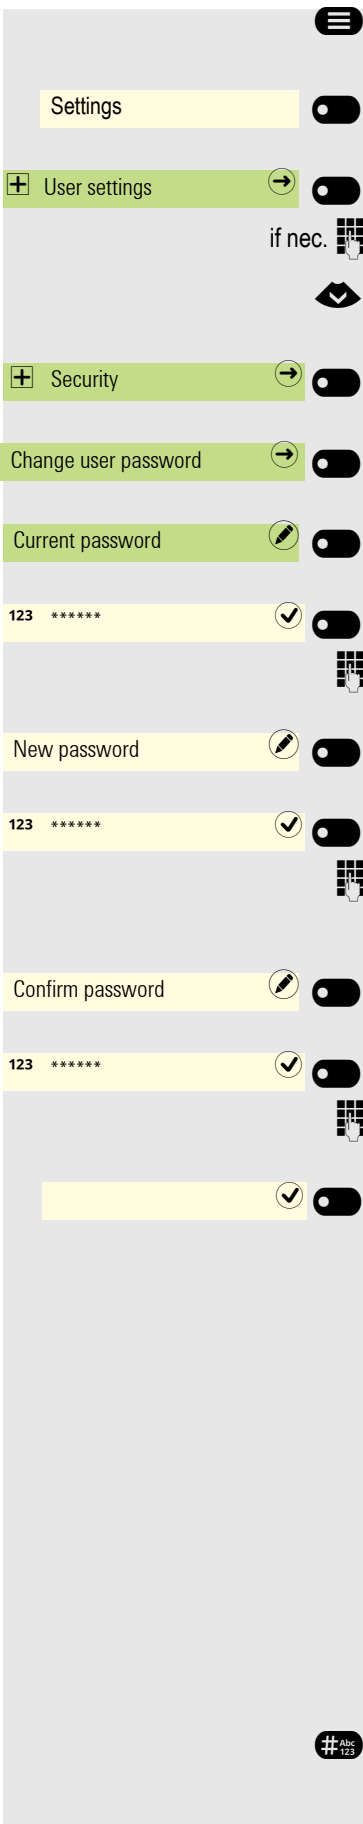 Settings
User settings
if nec.
Security
Change user password
Current password
123 ******
New password
123 ******
Confirm password
123 ******
# Abc
123